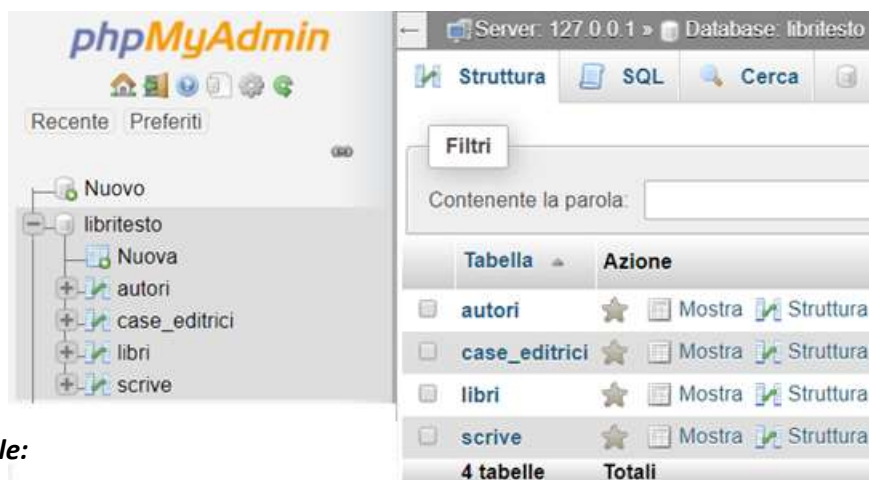 phpMyAdmin
Recente Preferiti
Nuovo
libritesto
Nuova
autori
case_editrici
libri
scrive
le:
Server: 127.0.0.1 » Database: libritesto
Struttura SQL Cerca
Filtri
Contenente la parola:
Tabella Azione
autori Mostra Struttura
case_editrici Mostra Struttura
libri Mostra Struttura
scrive Mostra Struttura
4 tabelle Totali